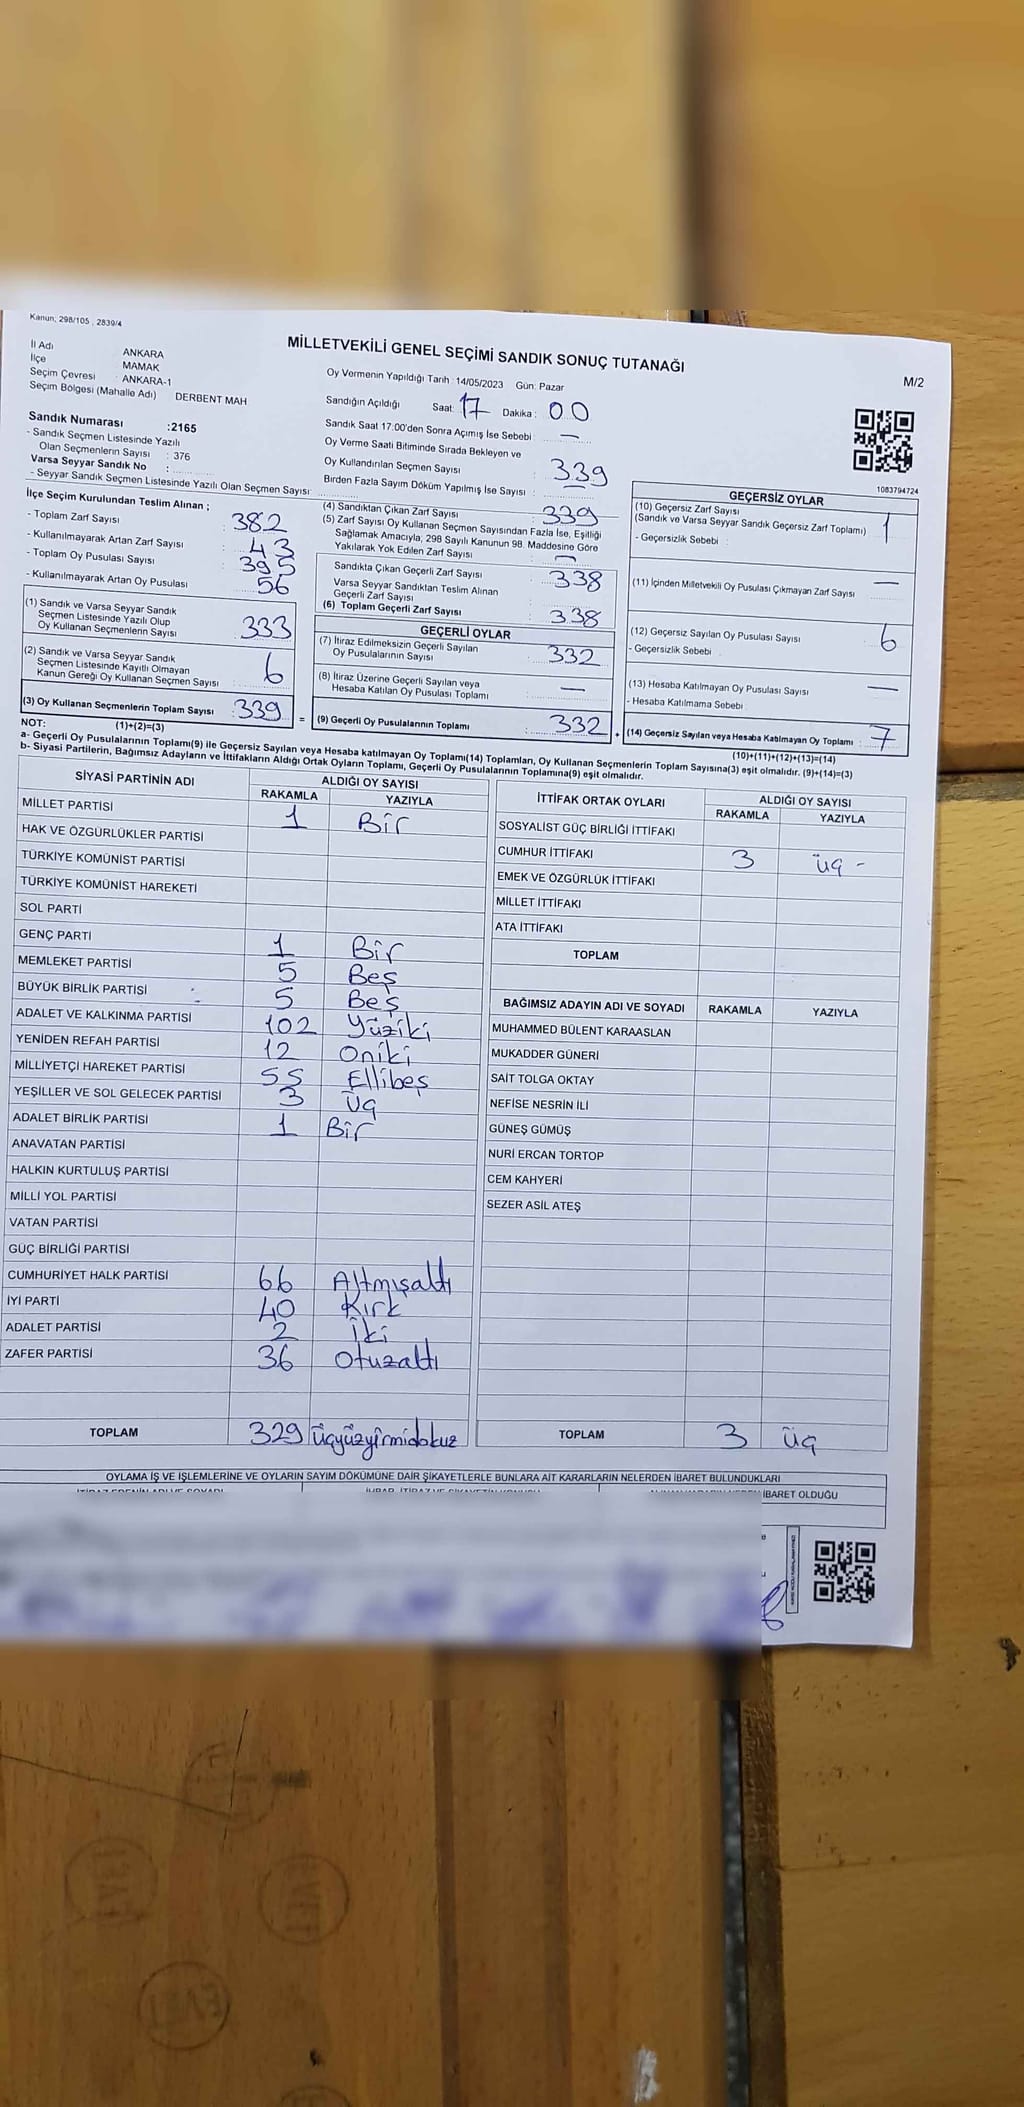 Kanun; 298/105 , 2839/4
MİLLETVEKİLİ GENEL SEÇİMİ SANDIK SONUÇ TUTANAĞI
M/2
İl Adı ANKARA
İlçe MAMAK
Seçim Çevresi : ANKARA-1
Seçim Bölgesi (Mahalle Adı) DERBENT MAH
Sandık Numarası :2165
- Sandık Seçmen Listesinde Yazılı
Olan Seçmenlerin Sayısı : 376
Varsa Seyyar Sandık No :
- Seyyar Sandık Seçmen Listesinde Yazılı Olan Seçmen Sayısı:
Oy Vermenin Yapıldığı Tarih :14/05/2023 Gün: Pazar
Sandığın Açıldığı Saat: 17 Dakika : 00
Sandık Saat 17:00'den Sonra Açımış İse Sebebi : —
Oy Verme Saati Bitiminde Sırada Bekleyen ve
Oy Kullandırılan Seçmen Sayısı : 339
Birden Fazla Sayım Döküm Yapılmış İse Sayısı :
1083794724
İlçe Seçim Kurulundan Teslim Alınan ;
- Toplam Zarf Sayısı : 382
- Kullanılmayarak Artan Zarf Sayısı : 43
- Toplam Oy Pusulası Sayısı : 395
- Kullanılmayarak Artan Oy Pusulası 56
(1) Sandık ve Varsa Seyyar Sandık
Seçmen Listesinde Yazılı Olup
Oy Kullanan Seçmenlerin Sayısı : 333
(2) Sandık ve Varsa Seyyar Sandık
Seçmen Listesinde Kayıtlı Olmayan
Kanun Gereği Oy Kullanan Seçmen Sayısı : 6
(3) Oy Kullanan Seçmenlerin Toplam Sayısı : 339
(1)+(2)=(3)
(4) Sandıktan Çıkan Zarf Sayısı : 339
(5) Zarf Sayısı Oy Kullanan Seçmen Sayısından Fazla İse, Eşitliği
Sağlamak Amacıyla, 298 Sayılı Kanunun 98. Maddesine Göre
Yakılarak Yok Edilen Zarf Sayısı : —
Sandıkta Çıkan Geçerli Zarf Sayısı : 338
Varsa Seyyar Sandıktan Teslim Alınan
Geçerli Zarf Sayısı
(6) Toplam Geçerli Zarf Sayısı : 338
GEÇERLİ OYLAR
(7) İtiraz Edilmeksizin Geçerli Sayılan
Oy Pusulalarının Sayısı : 332
(8) İtiraz Üzerine Geçerli Sayılan veya
Hesaba Katılan Oy Pusulası Toplamı : —
= (9) Geçerli Oy Pusulalarının Toplamı : 332 +
GEÇERSİZ OYLAR
(10) Geçersiz Zarf Sayısı
(Sandık ve Varsa Seyyar Sandık Geçersiz Zarf Toplamı) : 1
- Geçersizlik Sebebi :
(11) İçinden Milletvekili Oy Pusulası Çıkmayan Zarf Sayısı : —
(12) Geçersiz Sayılan Oy Pusulası Sayısı : 6
- Geçersizlik Sebebi
(13) Hesaba Katılmayan Oy Pusulası Sayısı : —
- Hesaba Katılmama Sebebi
(14) Geçersiz Sayılan veya Hesaba Katılmayan Oy Toplamı : 7
(10)+(11)+(12)+(13)=(14)
NOT:
a- Geçerli Oy Pusulalarının Toplamı(9) ile Geçersiz Sayılan veya Hesaba katılmayan Oy Toplamı(14) Toplamları, Oy Kullanan Seçmenlerin Toplam Sayısına(3) eşit olmalıdır. (9)+(14)=(3)
b- Siyasi Partilerin, Bağımsız Adayların ve İttifakların Aldığı Ortak Oyların Toplamı, Geçerli Oy Pusulalarının Toplamına(9) eşit olmalıdır.
SİYASİ PARTİNİN ADI ALDIĞI OY SAYISI
RAKAMLA YAZIYLA
MİLLET PARTİSİ 1 Bir
HAK VE ÖZGÜRLÜKLER PARTİSİ
TÜRKİYE KOMÜNİST PARTİSİ
TÜRKİYE KOMÜNİST HAREKETİ
SOL PARTİ
GENÇ PARTİ 1 Bir
MEMLEKET PARTİSİ 5 Beş
BÜYÜK BİRLİK PARTİSİ 5 Beş
ADALET VE KALKINMA PARTİSİ 102 Yüziki
YENİDEN REFAH PARTİSİ 12 Oniki
MİLLİYETÇİ HAREKET PARTİSİ 55 Ellibeş
YEŞİLLER VE SOL GELECEK PARTİSİ 3 üç
ADALET BİRLİK PARTİSİ 1 Bir
ANAVATAN PARTİSİ
HALKIN KURTULUŞ PARTİSİ
MİLLİ YOL PARTİSİ
VATAN PARTİSİ
GÜÇ BİRLİĞİ PARTİSİ
CUMHURİYET HALK PARTİSİ 66 Altmışaltı
İYİ PARTİ 40 Kırk
ADALET PARTİSİ 2 İki
ZAFER PARTİSİ 36 Otuzaltı
TOPLAM 329 üçyüzyirmidokuz
İTTİFAK ORTAK OYLARI ALDIĞI OY SAYISI
RAKAMLA YAZIYLA
SOSYALİST GÜÇ BİRLİĞİ İTTİFAKI
CUMHUR İTTİFAKI 3 üç -
EMEK VE ÖZGÜRLÜK İTTİFAKI
MİLLET İTTİFAKI
ATA İTTİFAKI
TOPLAM
BAĞIMSIZ ADAYIN ADI VE SOYADI RAKAMLA YAZIYLA
MUHAMMED BÜLENT KARAASLAN
MUKADDER GÜNERİ
SAİT TOLGA OKTAY
NEFİSE NESRİN İLİ
GÜNEŞ GÜMÜŞ
NURİ ERCAN TORTOP
CEM KAHYERİ
SEZER ASİL ATEŞ
TOPLAM 3 üç
OYLAMA İŞ VE İŞLEMLERİNE VE OYLARIN SAYIM DÖKÜMÜNE DAİR ŞİKAYETLERLE BUNLARA AİT KARARLARIN NELERDEN İBARET BULUNDUKLARI
İBARET OLDUĞU